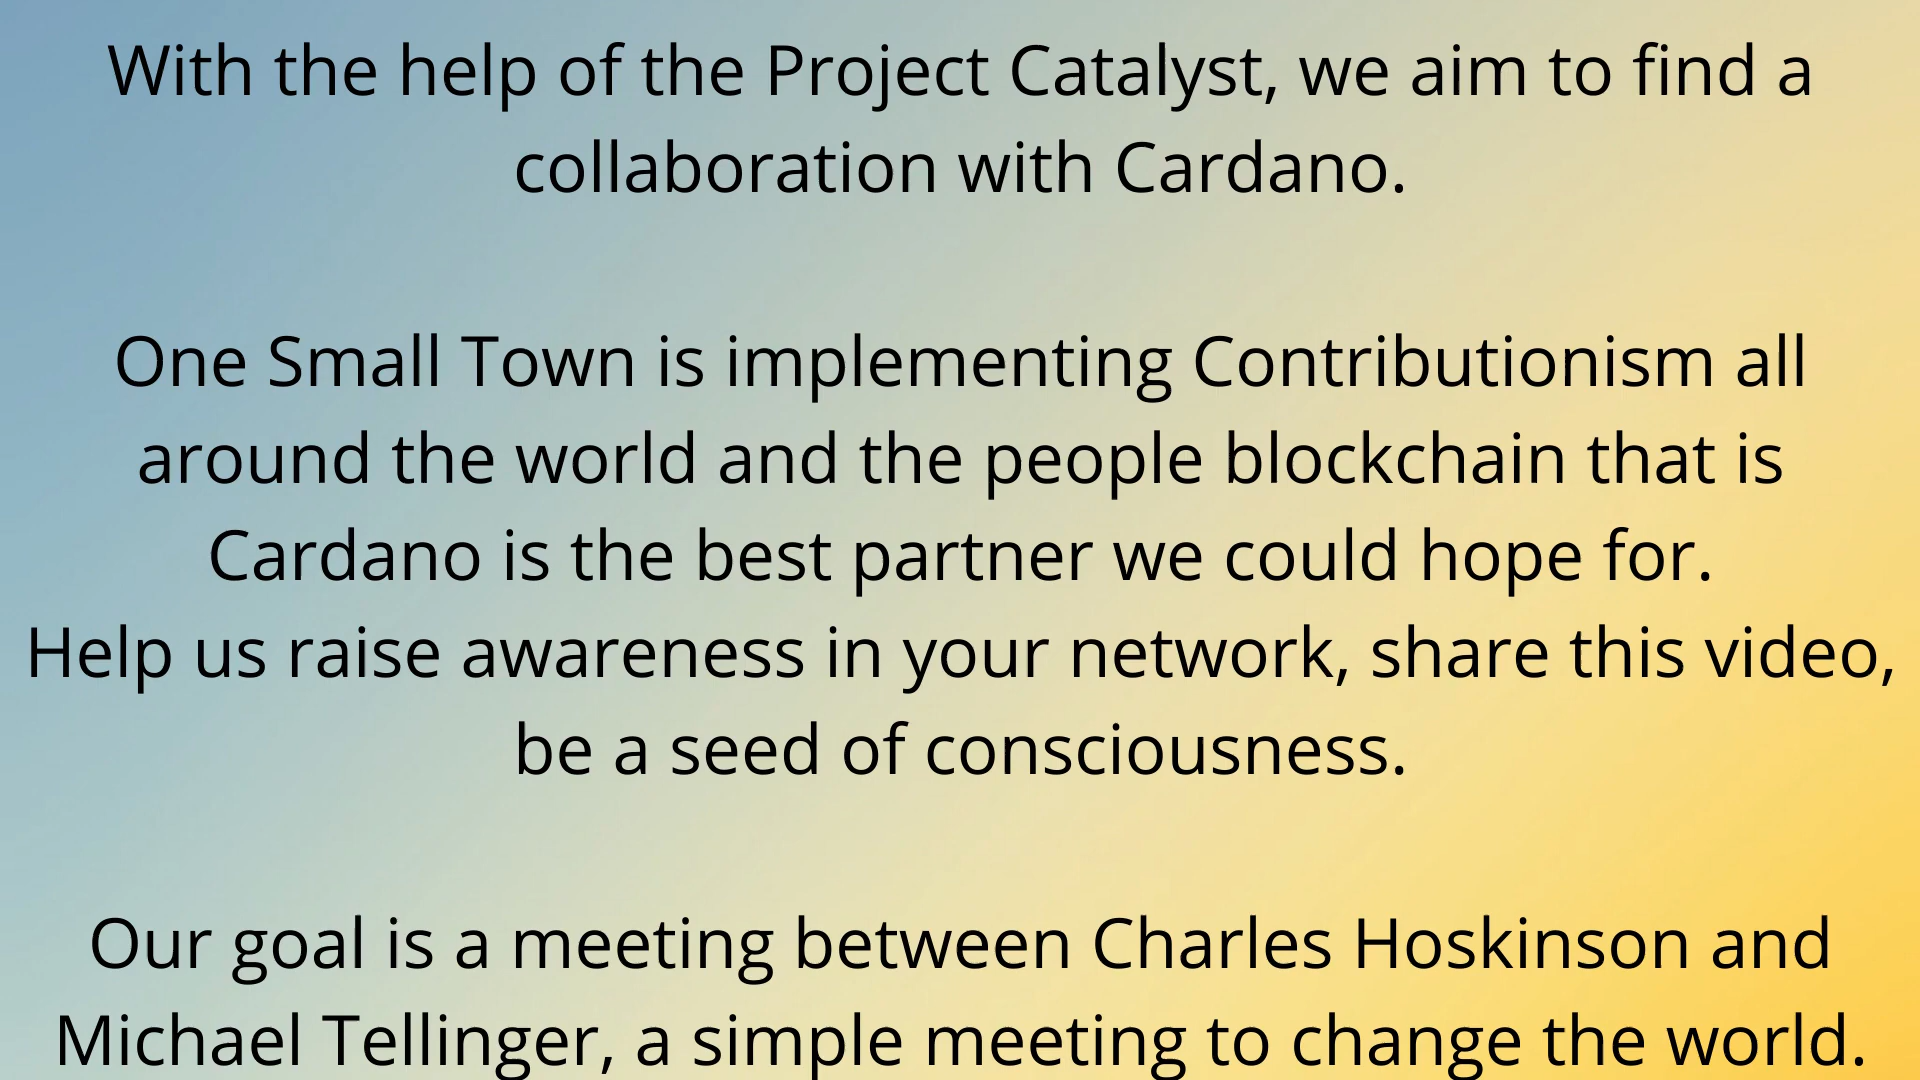 With the help of the Project Catalyst, we aim to find a
collaboration with Cardano.
One Small Town is implementing Contributionism all
around the world and the people blockchain that is
Cardano is the best partner we could hope for.
Help us raise awareness in your network, share this video,
be a seed of consciousness.
Our goal is a meeting between Charles Hoskinson and
Michael Tellinger, a simple meeting to change the world.